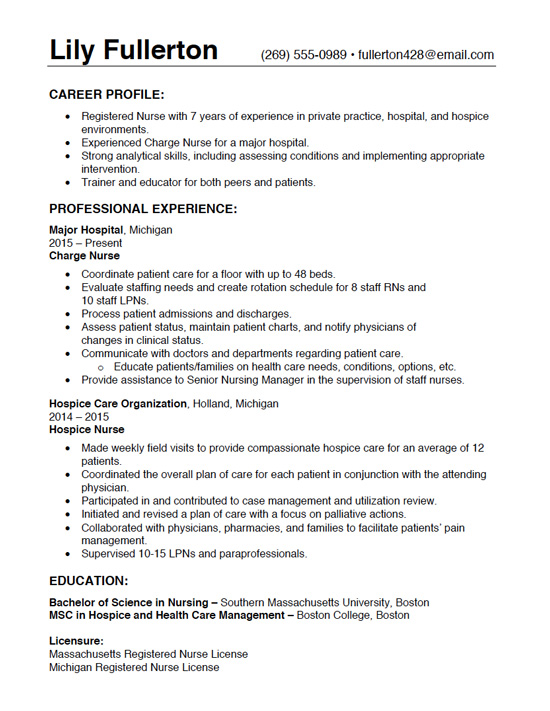 Lily Fullerton (269) 555-0989 • fullerton428@email.com
CAREER PROFILE:
• Registered Nurse with 7 years of experience in private practice, hospital, and hospice
environments.
• Experienced Charge Nurse for a major hospital.
• Strong analytical skills, including assessing conditions and implementing appropriate
intervention.
• Trainer and educator for both peers and patients.
PROFESSIONAL EXPERIENCE:
Major Hospital, Michigan
2015 – Present
Charge Nurse
• Coordinate patient care for a floor with up to 48 beds.
• Evaluate staffing needs and create rotation schedule for 8 staff RNs and
10 staff LPNs.
• Process patient admissions and discharges.
• Assess patient status, maintain patient charts, and notify physicians of
changes in clinical status.
• Communicate with doctors and departments regarding patient care.
o Educate patients/families on health care needs, conditions, options, etc.
• Provide assistance to Senior Nursing Manager in the supervision of staff nurses.
Hospice Care Organization, Holland, Michigan
2014 – 2015
Hospice Nurse
• Made weekly field visits to provide compassionate hospice care for an average of 12
patients.
• Coordinated the overall plan of care for each patient in conjunction with the attending
physician.
• Participated in and contributed to case management and utilization review.
• Initiated and revised a plan of care with a focus on palliative actions.
• Collaborated with physicians, pharmacies, and families to facilitate patients' pain
management.
• Supervised 10-15 LPNs and paraprofessionals.
EDUCATION:
Bachelor of Science in Nursing – Southern Massachusetts University, Boston
MSC in Hospice and Health Care Management – Boston College, Boston
Licensure:
Massachusetts Registered Nurse License
Michigan Registered Nurse License